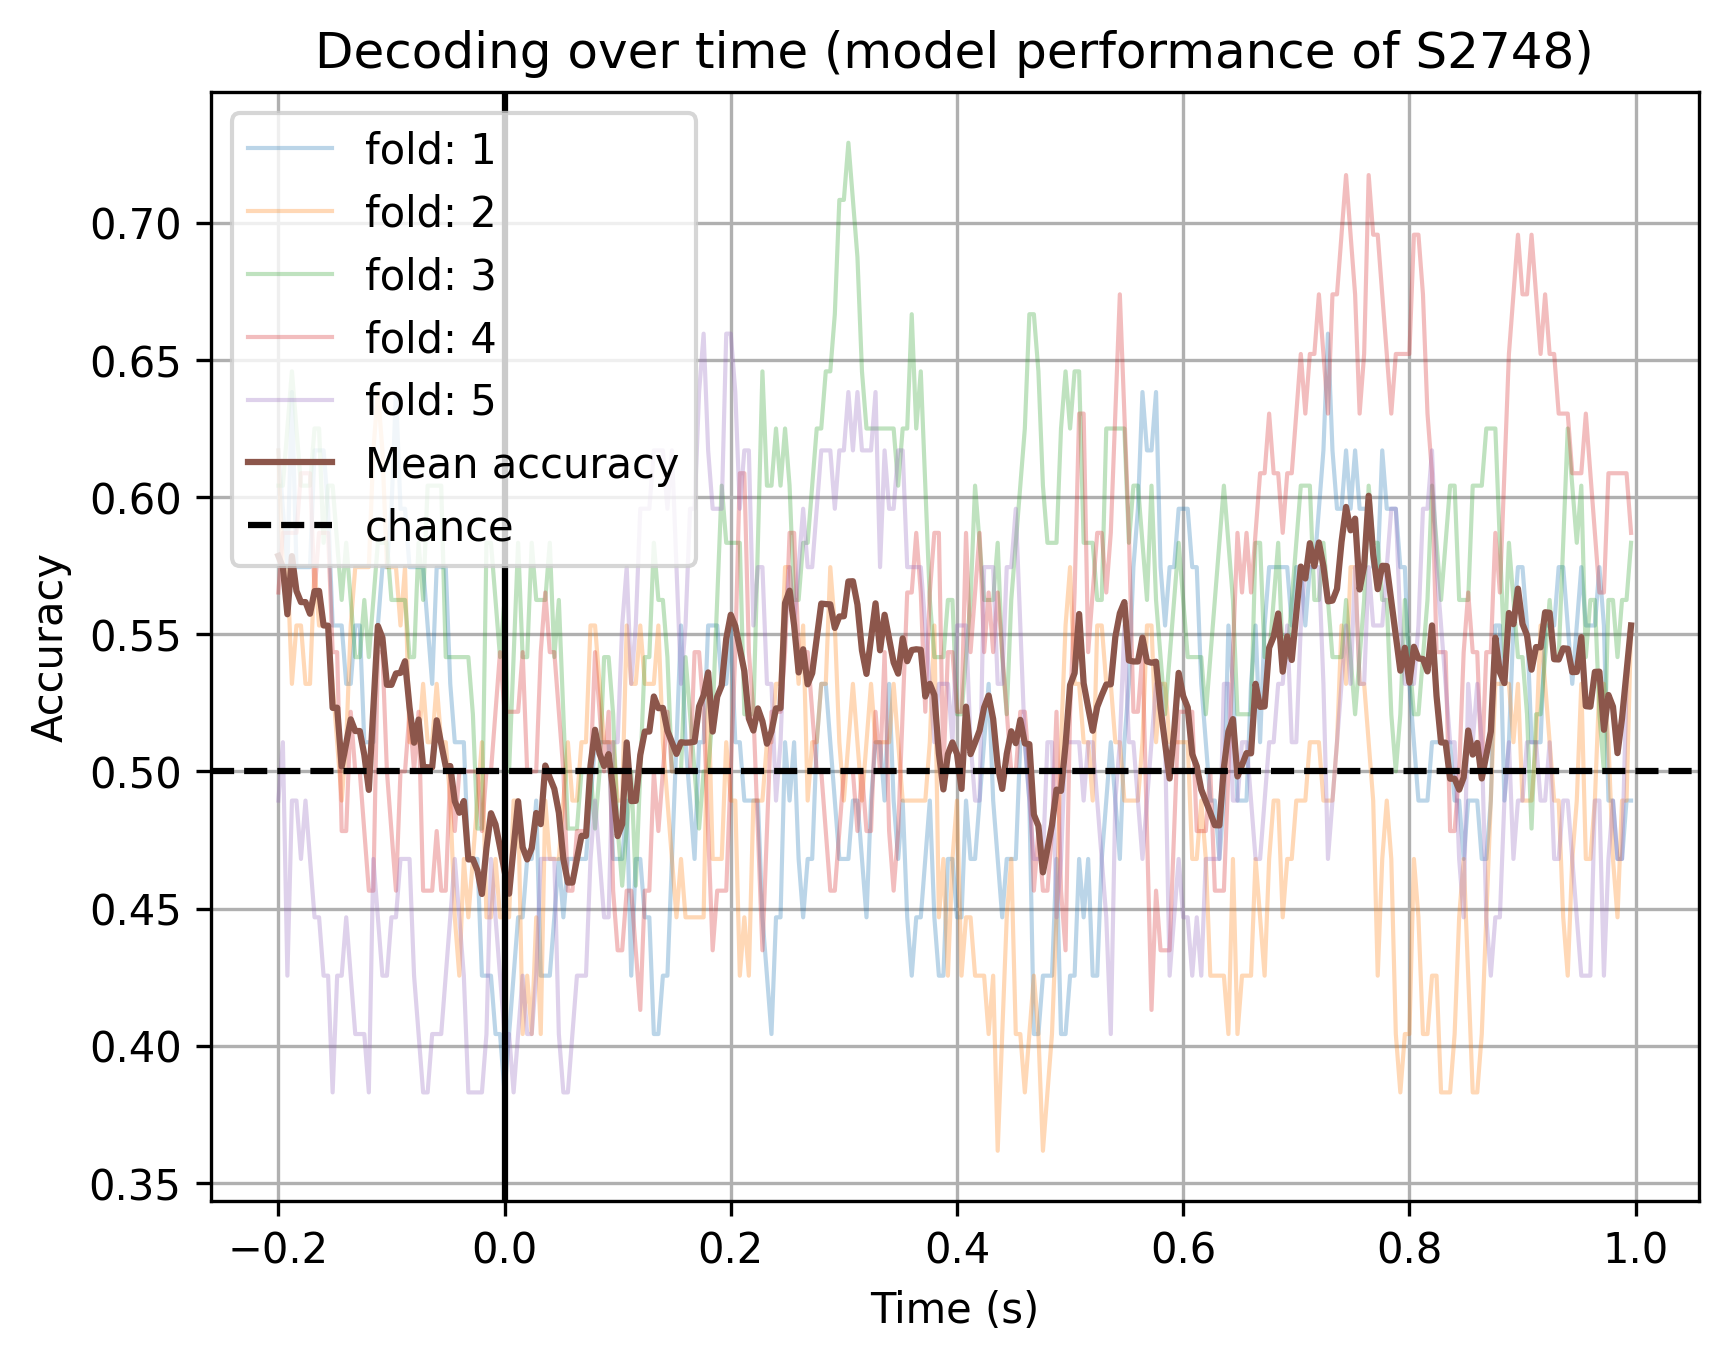 Decoding over time (model performance of S2748)
fold: 1
fold: 2
fold: 3
fold: 4
fold: 5
Mean accuracy
chance
Accuracy
0.70
0.65
0.60
0.55
0.50
0.45
0.40
0.35
−0.2
0.0
0.2
0.4
0.6
0.8
1.0
Time (s)